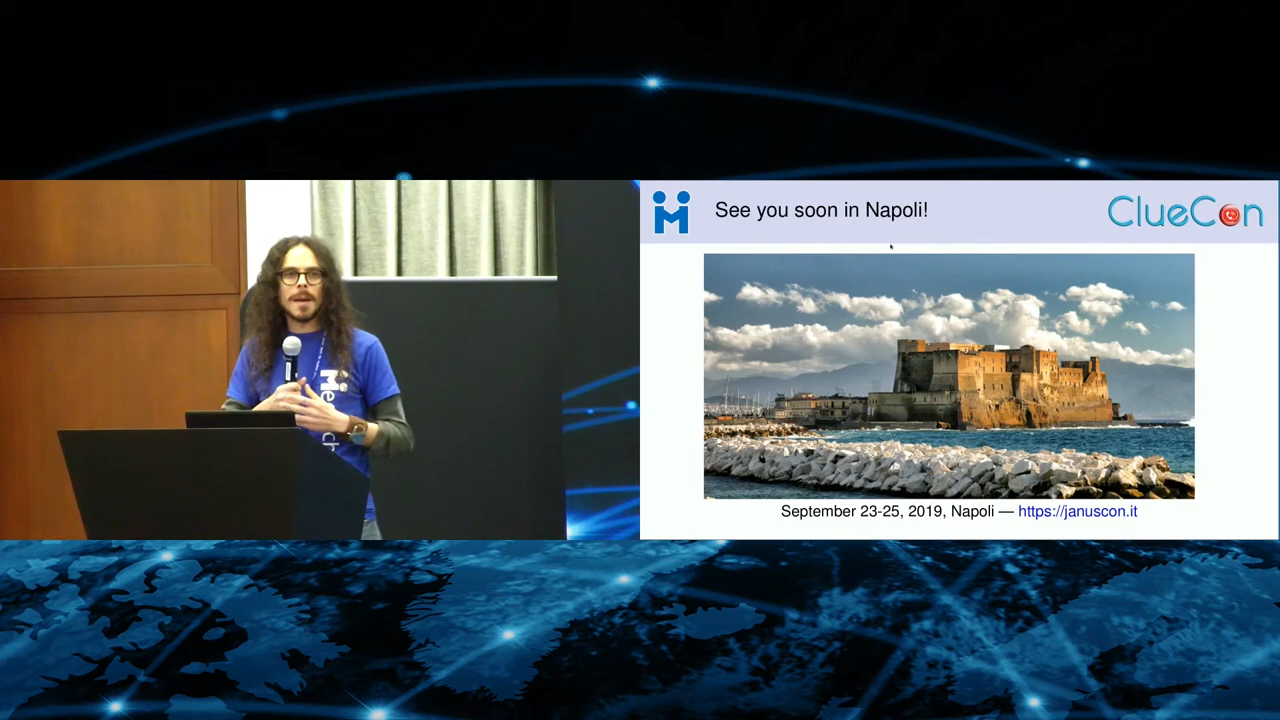 See you soon in Napoli!
ClueCon
September 23-25, 2019, Napoli — https://januscon.it